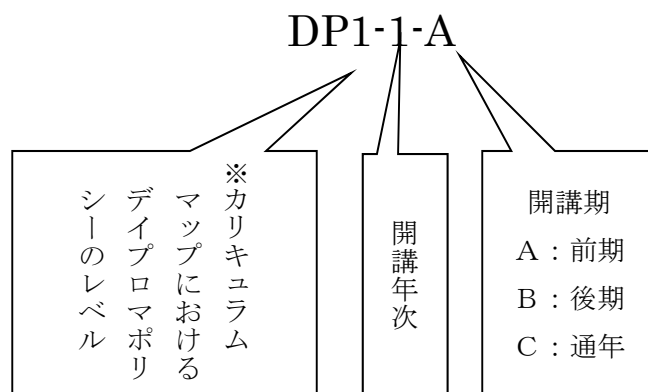 DP1-1-A
※カリキュラム
マップにおける
デイプロマポリ
シーのレベル
開講年次
開講期
A:前期
B:後期
C:通年